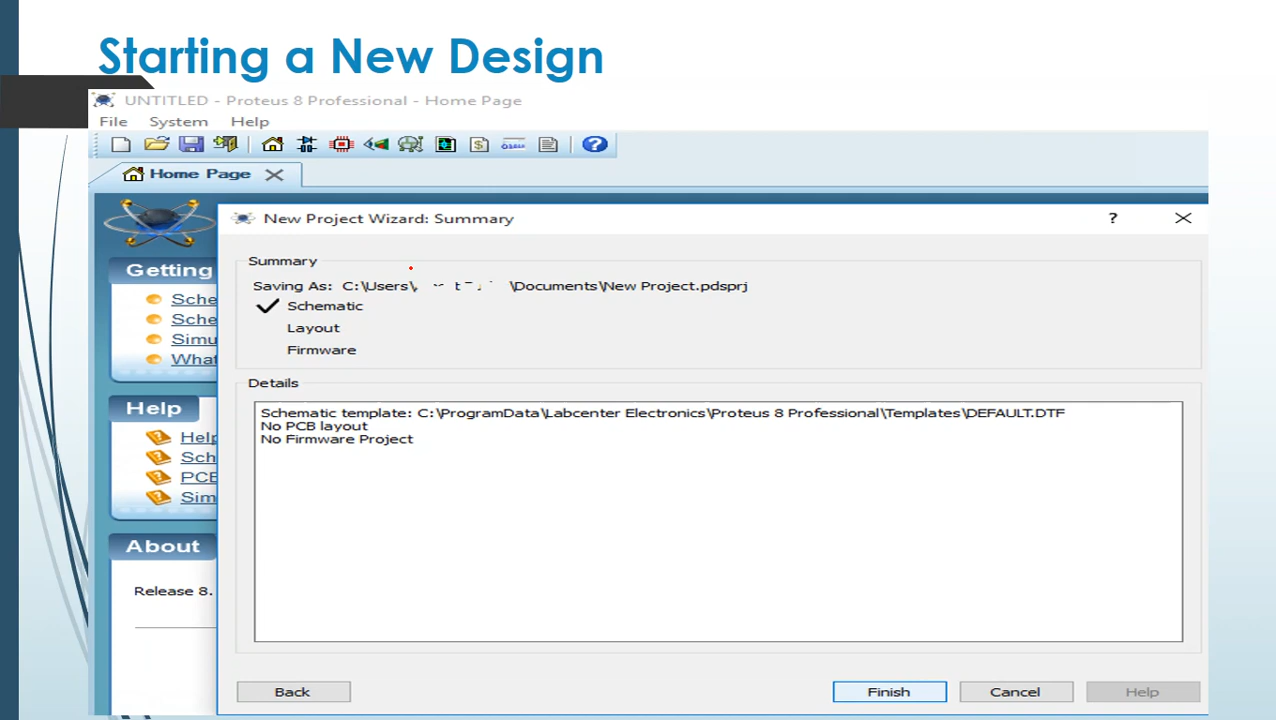 Starting a New Design
UNTITLED - Proteus 8 Professional - Home Page
File System Help
Home Page
New Project Wizard: Summary
Getting
Sche
Sche
Simu
What
Help
Help
Sch
PCB
Sim
About
Release 8.
Summary
Saving As: C:\Users\ \Documents\New Project.pdsprj
Schematic
Layout
Firmware
Details
Schematic template: C:\ProgramData\Labcenter Electronics\Proteus 8 Professional\Templates\DEFAULT.DTF
No PCB layout
No Firmware Project
Back Finish Cancel Help